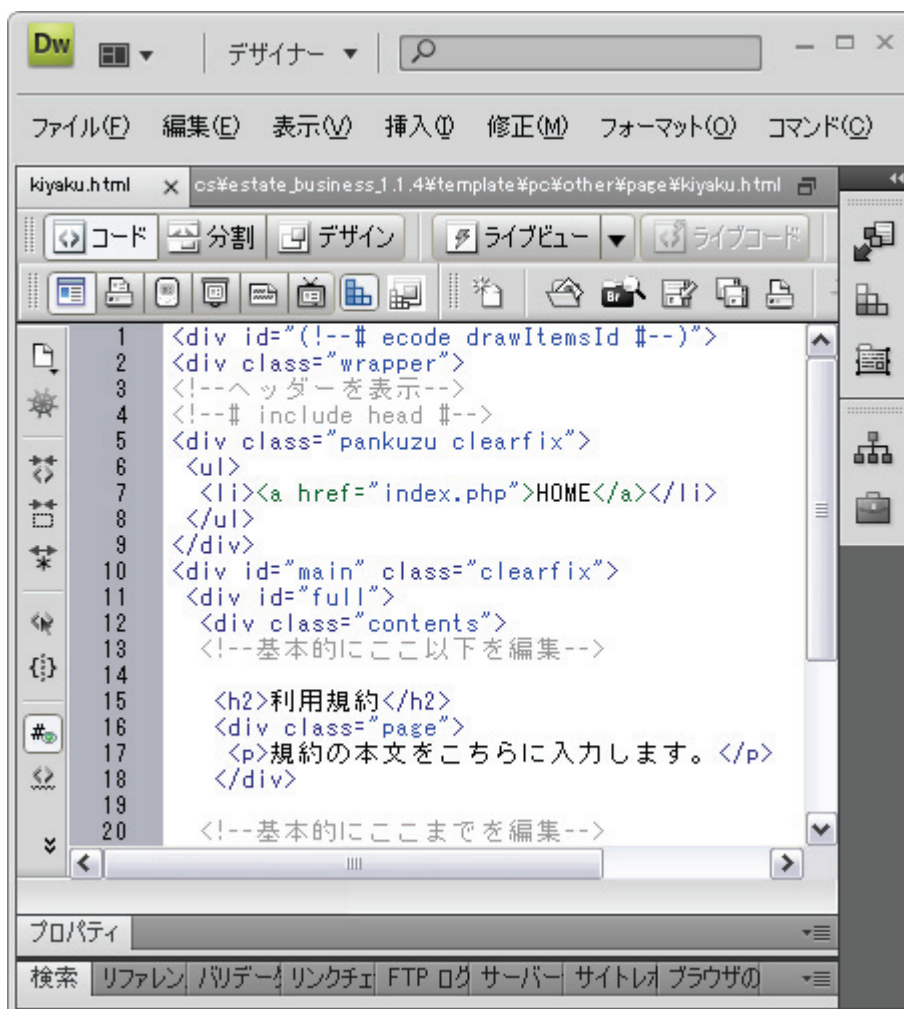 Dw デザイナー
ファイル(F) 編集(E) 表示(V) 挿入(I) 修正(M) フォーマット(O) コマンド(C)
kiyaku.html cs¥estate_business_1.1.4¥template¥pc¥other¥page¥kiyaku.html
コード 分割 デザイン ライブビュー ライブコード
Br
1 <div id="(!--# ecode drawItemsId #--)">
2 <div class="wrapper">
3 <!--ヘッダーを表示-->
4 <!--# include head #-->
5 <div class="pankuzu clearfix">
6 <ul>
7 <li><a href="index.php">HOME</a></li>
8 </ul>
9 </div>
10 <div id="main" class="clearfix">
11 <div id="full">
12 <div class="contents">
13 <!--基本的にここ以下を編集-->
14
15 <h2>利用規約</h2>
16 <div class="page">
17 <p>規約の本文をこちらに入力します。</p>
18 </div>
19
20 <!--基本的にここまでを編集-->
プロパティ
検索 リファレン バリデー リンクチェ FTP ログ サーバー サイトレポ ブラウザの